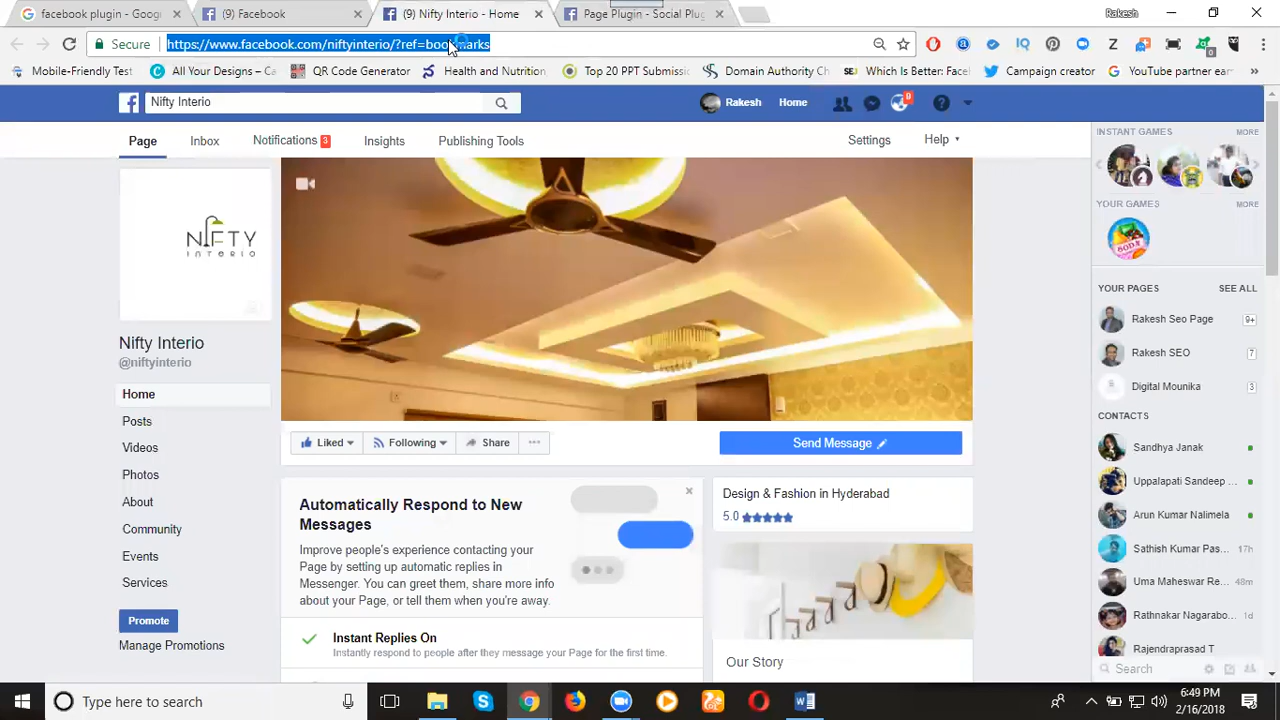 facebook plugin - Goog
(9) Facebook
(9) Nifty Interio - Home
Page Plugin - Social Plug
Rakesh
Secure
https://www.facebook.com/niftyinterio/?ref=bookmarks
Mobile-Friendly Test
All Your Designs – Ca
QR Code Generator
Health and Nutrition
Top 20 PPT Submissi
Domain Authority Ch
Which Is Better: Face
Campaign creator
YouTube partner ear
Nifty Interio
Rakesh
Home
9
Page
Inbox
Notifications 3
Insights
Publishing Tools
Settings
Help
INSTANT GAMES
MORE
YOUR GAMES
MORE
YOUR PAGES
SEE ALL
Rakesh Seo Page
9+
Rakesh SEO
7
Digital Mounika
3
CONTACTS
Sandhya Janak
Uppalapati Sandeep ...
Arun Kumar Nalimela
Sathish Kumar Pas...
17h
Uma Maheswar Re...
48m
Rathnakar Nagarabo...
1d
Rajendraprasad T
Search
NIFTY
INTERIO
Nifty Interio
@niftyinterio
Home
Posts
Videos
Photos
About
Community
Events
Services
Promote
Manage Promotions
Liked
Following
Share
...
Send Message
Automatically Respond to New
Messages
Improve people's experience contacting your
Page by setting up automatic replies in
Messenger. You can greet them, share more info
about your Page, or tell them when you're away.
Instant Replies On
Instantly respond to people after they message your Page for the first time.
Design & Fashion in Hyderabad
5.0
Our Story
Type here to search
6:49 PM
2/16/2018